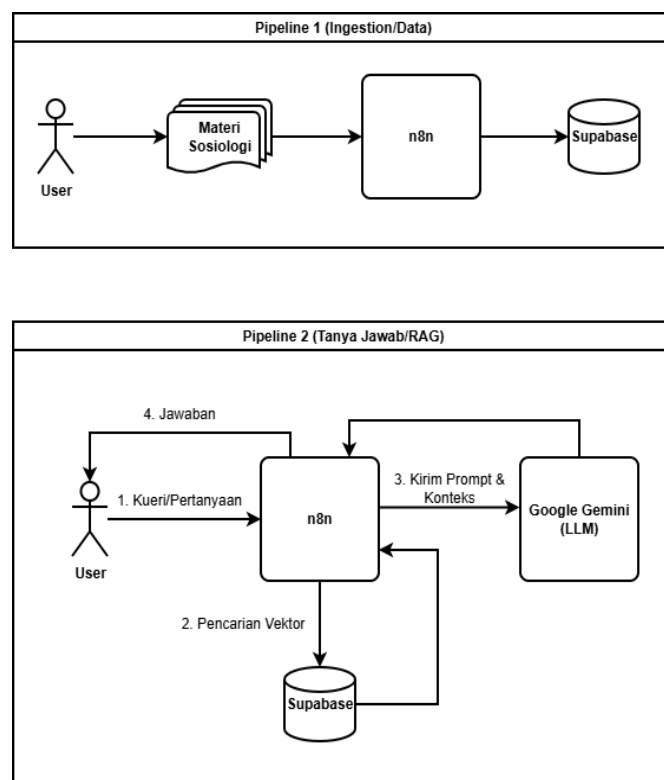 Pipeline 1 (Ingestion/Data)
User
Materi
Sosiologi
n8n
Supabase
Pipeline 2 (Tanya Jawab/RAG)
4. Jawaban
1. Kueri/Pertanyaan
User
n8n
3. Kirim Prompt &
Konteks
Google Gemini
(LLM)
2. Pencarian Vektor
Supabase